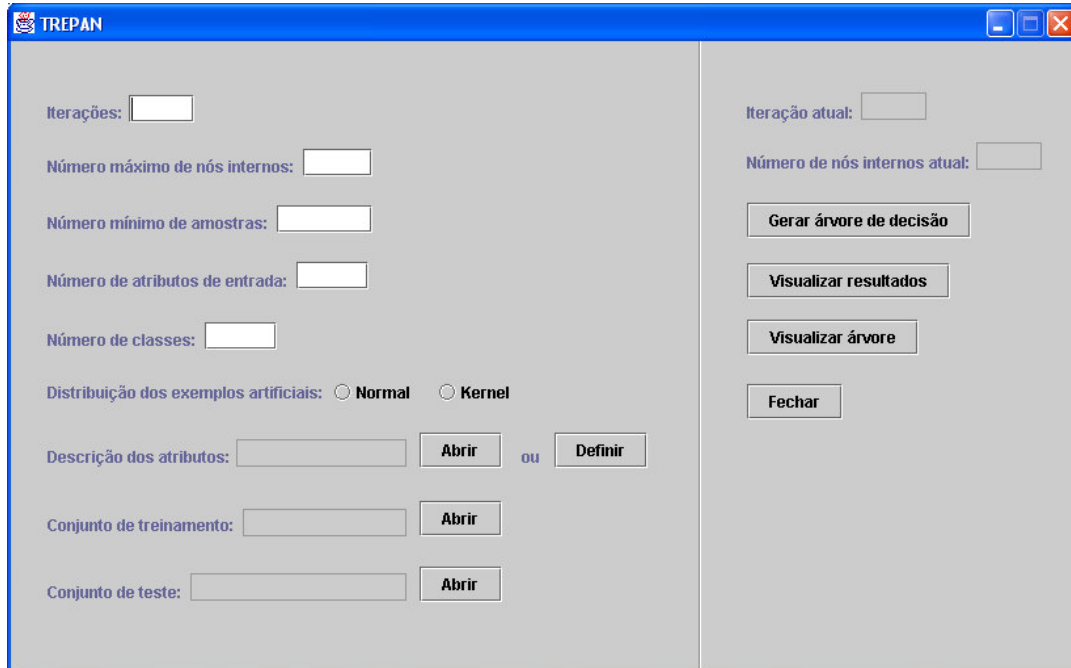 TREPAN
Iterações:
Número máximo de nós internos:
Número mínimo de amostras:
Número de atributos de entrada:
Número de classes:
Distribuição dos exemplos artificiais: Normal Kernel
Descrição dos atributos: Abrir ou Definir
Conjunto de treinamento: Abrir
Conjunto de teste: Abrir
Iteração atual:
Número de nós internos atual:
Gerar árvore de decisão
Visualizar resultados
Visualizar árvore
Fechar